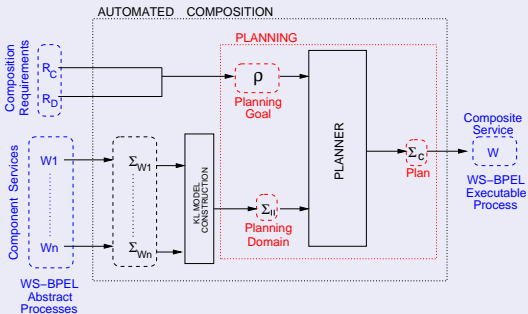 AUTOMATED COMPOSITION
PLANNING
Composition
Requirements
R_C
R_D
ρ
Planning
Goal
PLANNER
Component Services
W1
Wn
Σ_W1
Σ_Wn
KL MODEL
CONSTRUCTION
Σ_II
Planning
Domain
Σ_C
Plan
Composite
Service
W
WS-BPEL
Executable
Process
WS-BPEL
Abstract
Processes